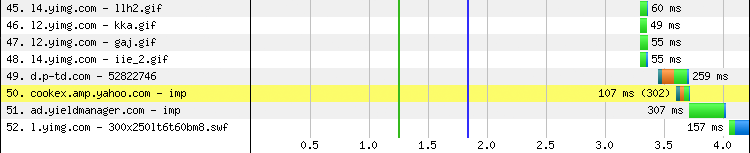 45. l4.yimg.com - llh2.gif 60 ms
46. l2.yimg.com - kka.gif 49 ms
47. l2.yimg.com - gaj.gif 55 ms
48. l4.yimg.com - iie_2.gif 55 ms
49. d.p-td.com - 52822746 259 ms
50. cookex.amp.yahoo.com - imp 107 ms (302)
51. ad.yieldmanager.com - imp 307 ms
52. l.yimg.com - 300x250lt6t60bm8.swf 157 ms
0.5 1.0 1.5 2.0 2.5 3.0 3.5 4.0